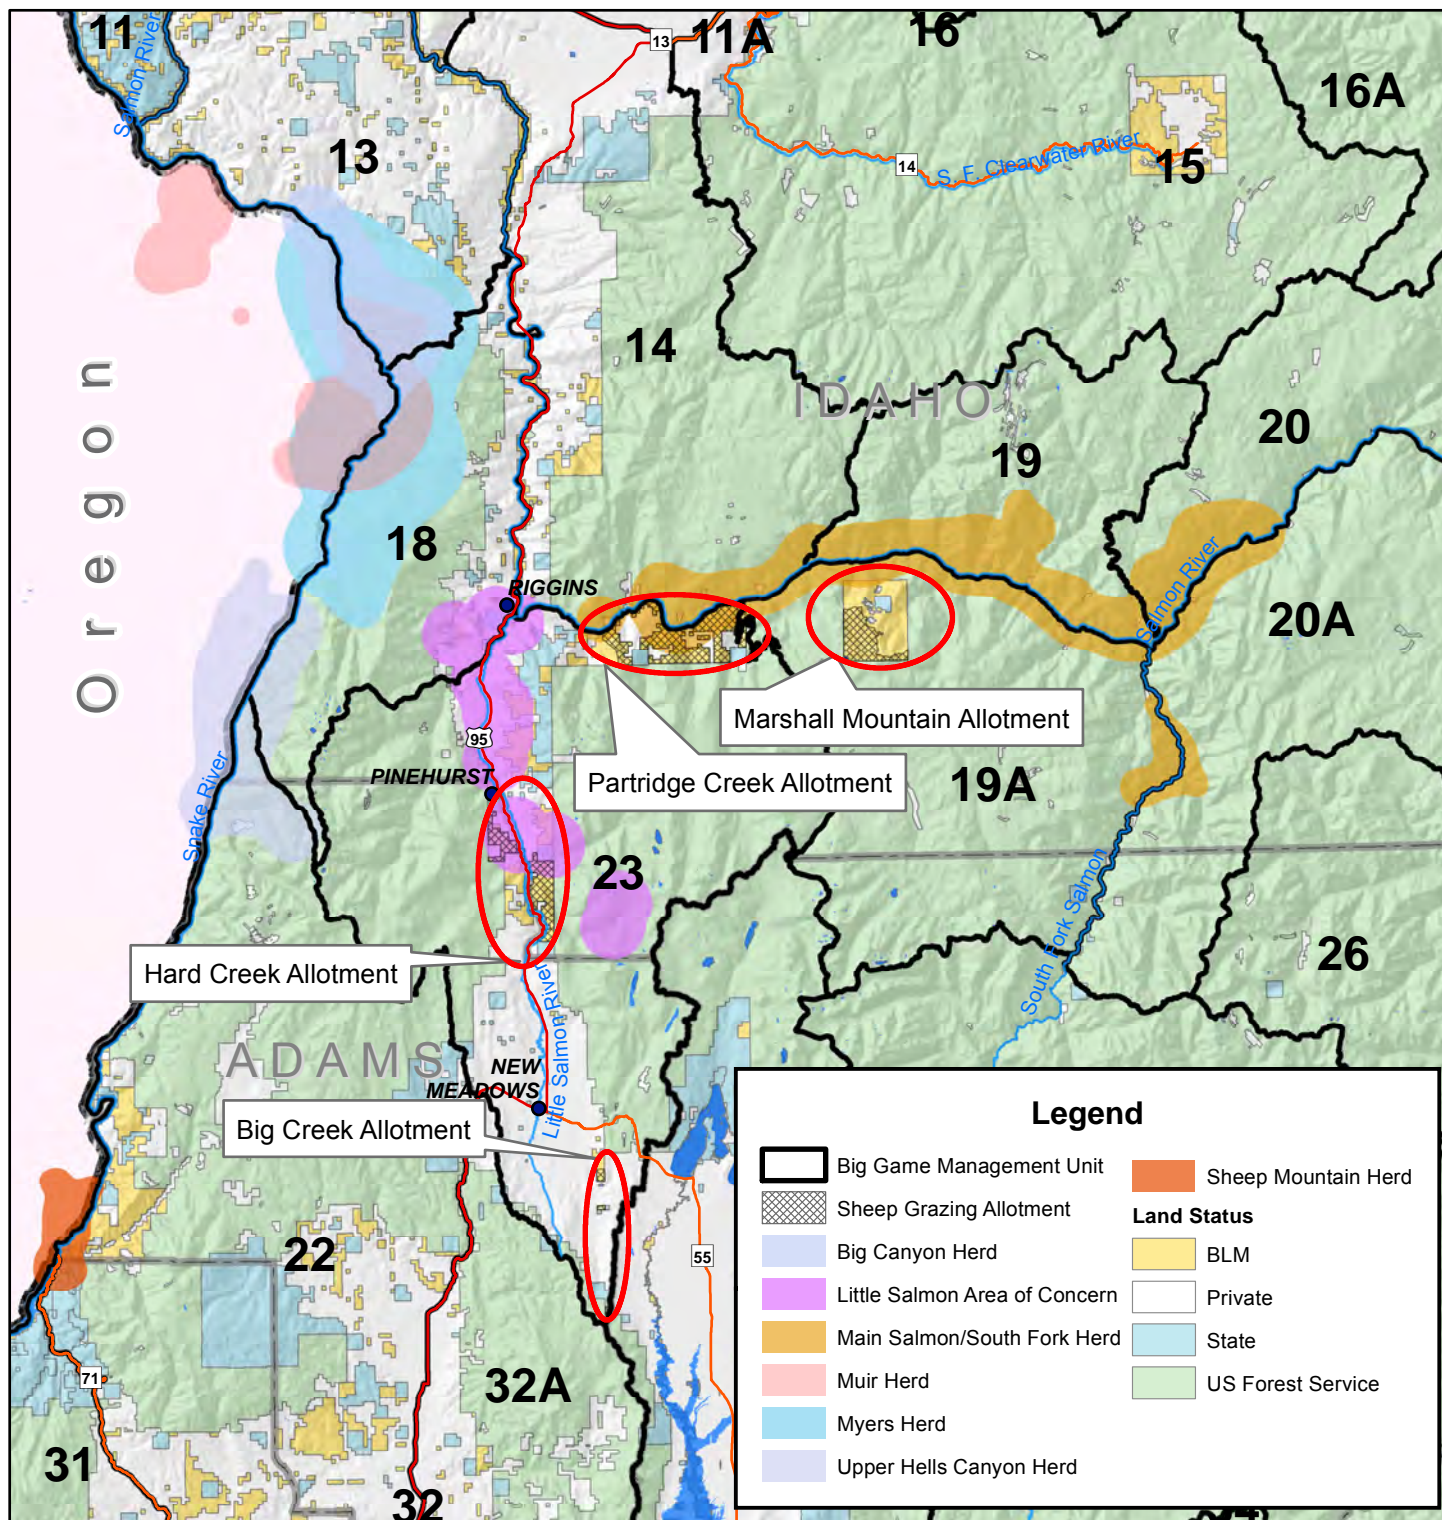 11
Salmon River
13
11A
16
16A
13
14
S. F. Clearwater River
15
14
IDAHO
Oregon
19
20
18
RIGGINS
Salmon River
20A
Marshall Mountain Allotment
95
PINEHURST
Partridge Creek Allotment
19A
Snake River
23
South Fork Salmon
26
Hard Creek Allotment
Little Salmon River
ADAMS
NEW
MEADOWS
Big Creek Allotment
22
55
71
32A
31
32
Legend
Big Game Management Unit
Sheep Grazing Allotment
Big Canyon Herd
Little Salmon Area of Concern
Main Salmon/South Fork Herd
Muir Herd
Myers Herd
Upper Hells Canyon Herd
Sheep Mountain Herd
Land Status
BLM
Private
State
US Forest Service